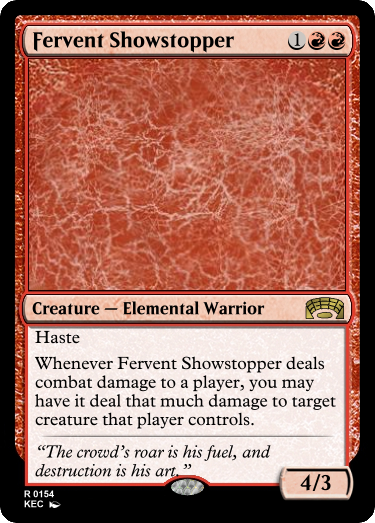 Fervent Showstopper 1
Creature — Elemental Warrior
Haste
Whenever Fervent Showstopper deals
combat damage to a player, you may
have it deal that much damage to target
creature that player controls.
“The crowd’s roar is his fuel, and
destruction is his art.”
4/3
R 0154
KEC